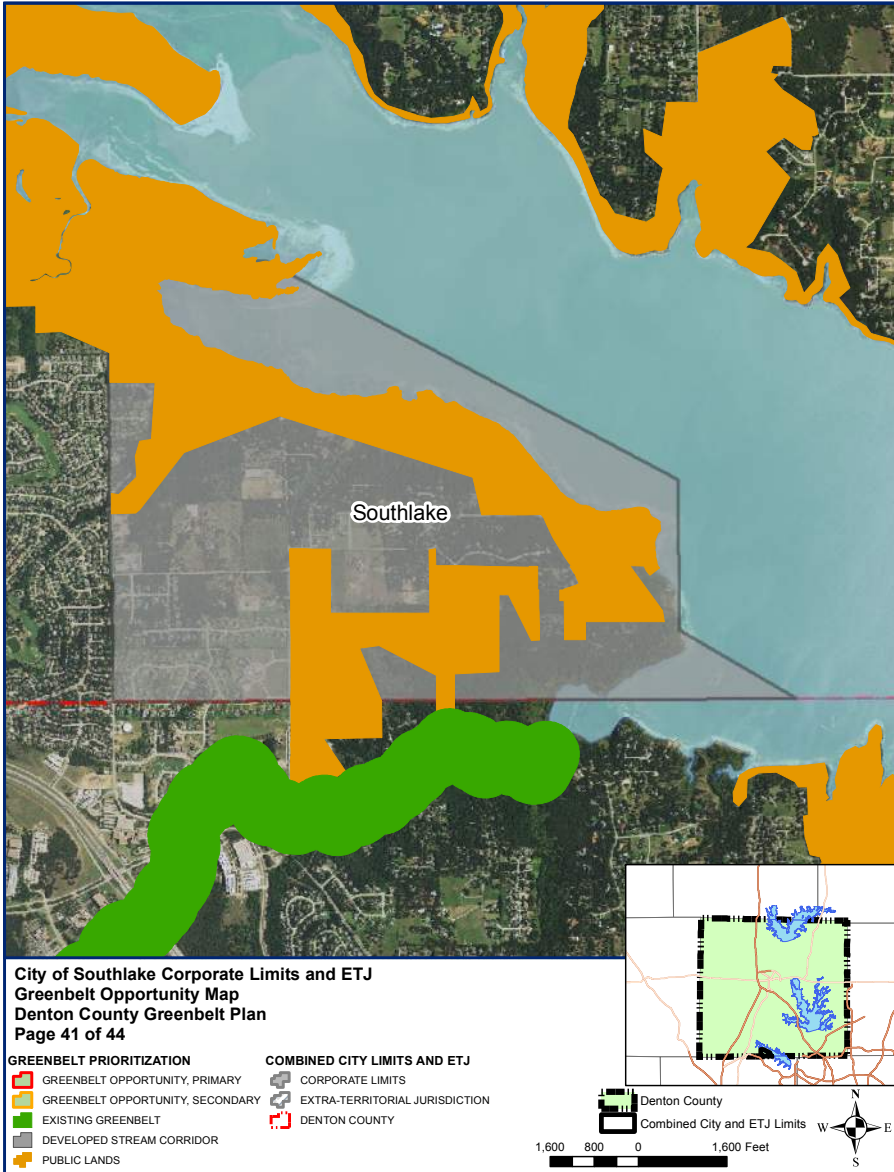 Southlake
City of Southlake Corporate Limits and ETJ
Greenbelt Opportunity Map
Denton County Greenbelt Plan
Page 41 of 44
GREENBELT PRIORITIZATION
GREENBELT OPPORTUNITY, PRIMARY
GREENBELT OPPORTUNITY, SECONDARY
EXISTING GREENBELT
DEVELOPED STREAM CORRIDOR
PUBLIC LANDS
COMBINED CITY LIMITS AND ETJ
CORPORATE LIMITS
EXTRA-TERRITORIAL JURISDICTION
DENTON COUNTY
Denton County
Combined City and ETJ Limits
N
W E
S
1,600 800 0 1,600 Feet